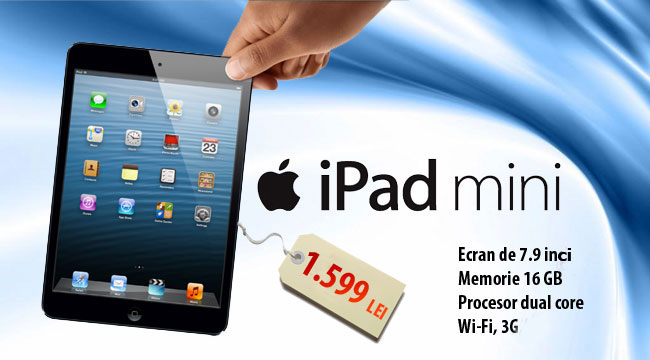 iPad mini
1.599 LEI
Ecran de 7.9 inci
Memorie 16 GB
Procesor dual core
Wi-Fi, 3G
23